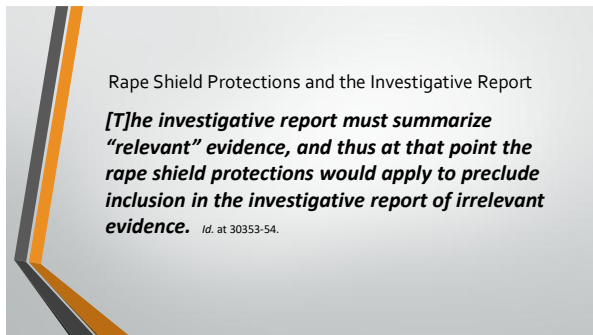 Rape Shield Protections and the Investigative Report
[T]he investigative report must summarize
“relevant” evidence, and thus at that point the
rape shield protections would apply to preclude
inclusion in the investigative report of irrelevant
evidence. Id. at 30353-54.